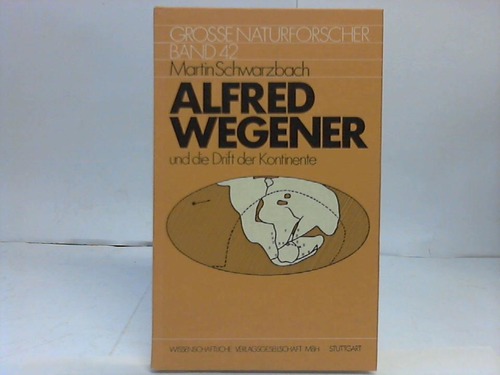 GROSSE NATURFORSCHER
BAND 42
Martin Schwarzbach
ALFRED
WEGENER
und die Drift der Kontinente
WISSENSCHAFTLICHE VERLAGSGESELLSCHAFT MBH STUTTGART